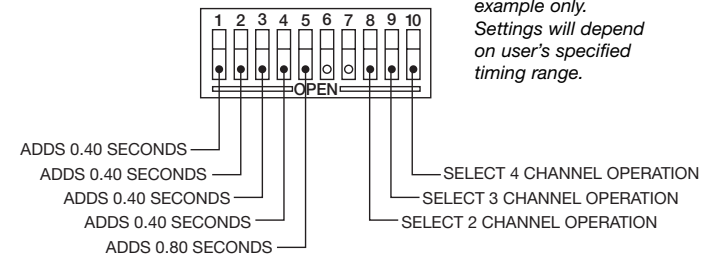 example only.
Settings will depend
on user's specified
timing range.
1 2 3 4 5 6 7 8 9 10
OPEN
ADDS 0.40 SECONDS
ADDS 0.40 SECONDS
ADDS 0.40 SECONDS
ADDS 0.40 SECONDS
ADDS 0.80 SECONDS
SELECT 4 CHANNEL OPERATION
SELECT 3 CHANNEL OPERATION
SELECT 2 CHANNEL OPERATION